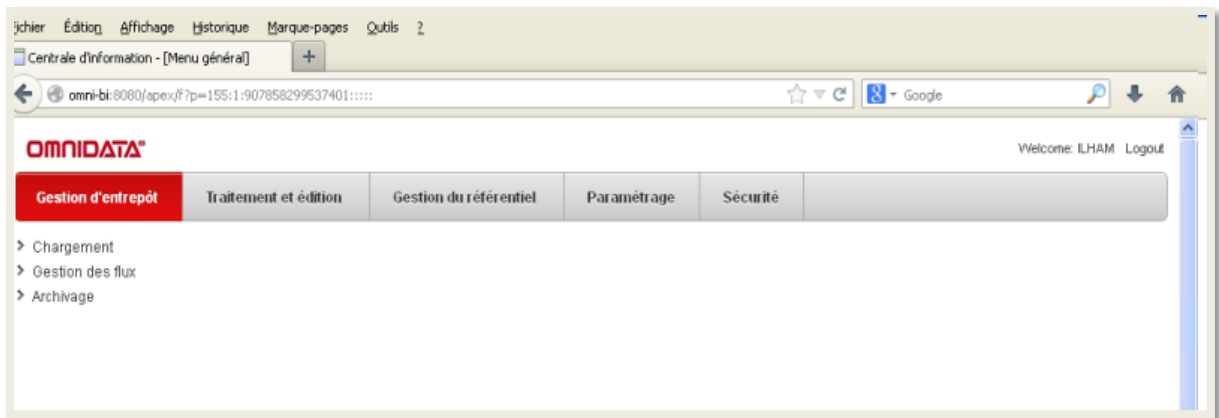 ichier Édition Affichage Historique Marque-pages Outils ?
Centrale d'information - [Menu général] +
omni-bi:8080/apex/f?p=155:1:907858299537401::::: Google
OMNIDATA® Welcome: ILHAM Logout
Gestion d'entrepôt Traitement et édition Gestion du référentiel Paramétrage Sécurité
Chargement
Gestion des flux
Archivage